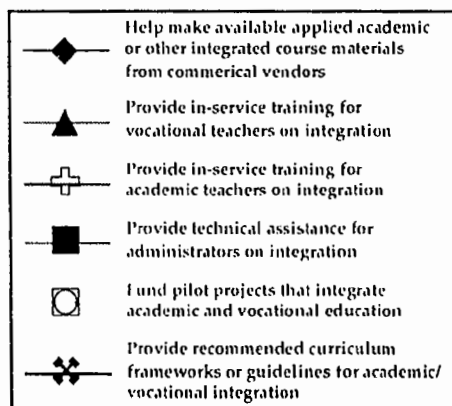 Help make available applied academic
or other integrated course materials
from commerical vendors
Provide in-service training for
vocational teachers on integration
Provide in-service training for
academic teachers on integration
Provide technical assistance for
administrators on integration
Fund pilot projects that integrate
academic and vocational education
Provide recommended curriculum
frameworks or guidelines for academic/
vocational integration